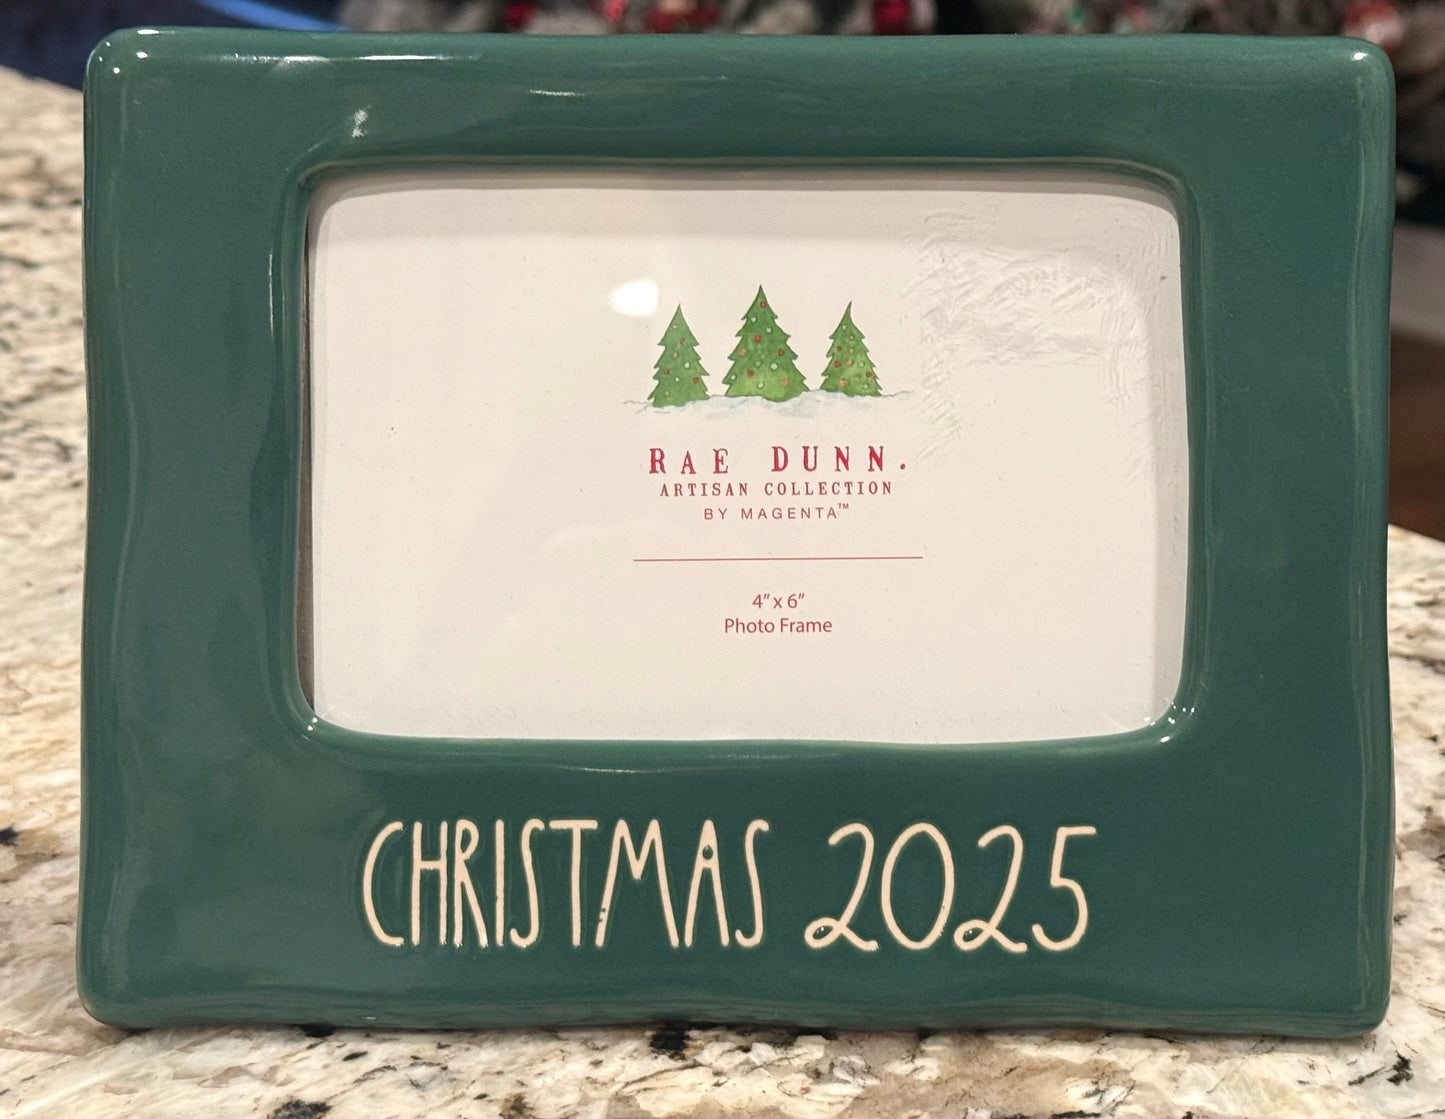 RAE DUNN.
ARTISAN COLLECTION
BY MAGENTA™
4" x 6"
Photo Frame
CHRISTMAS 2025